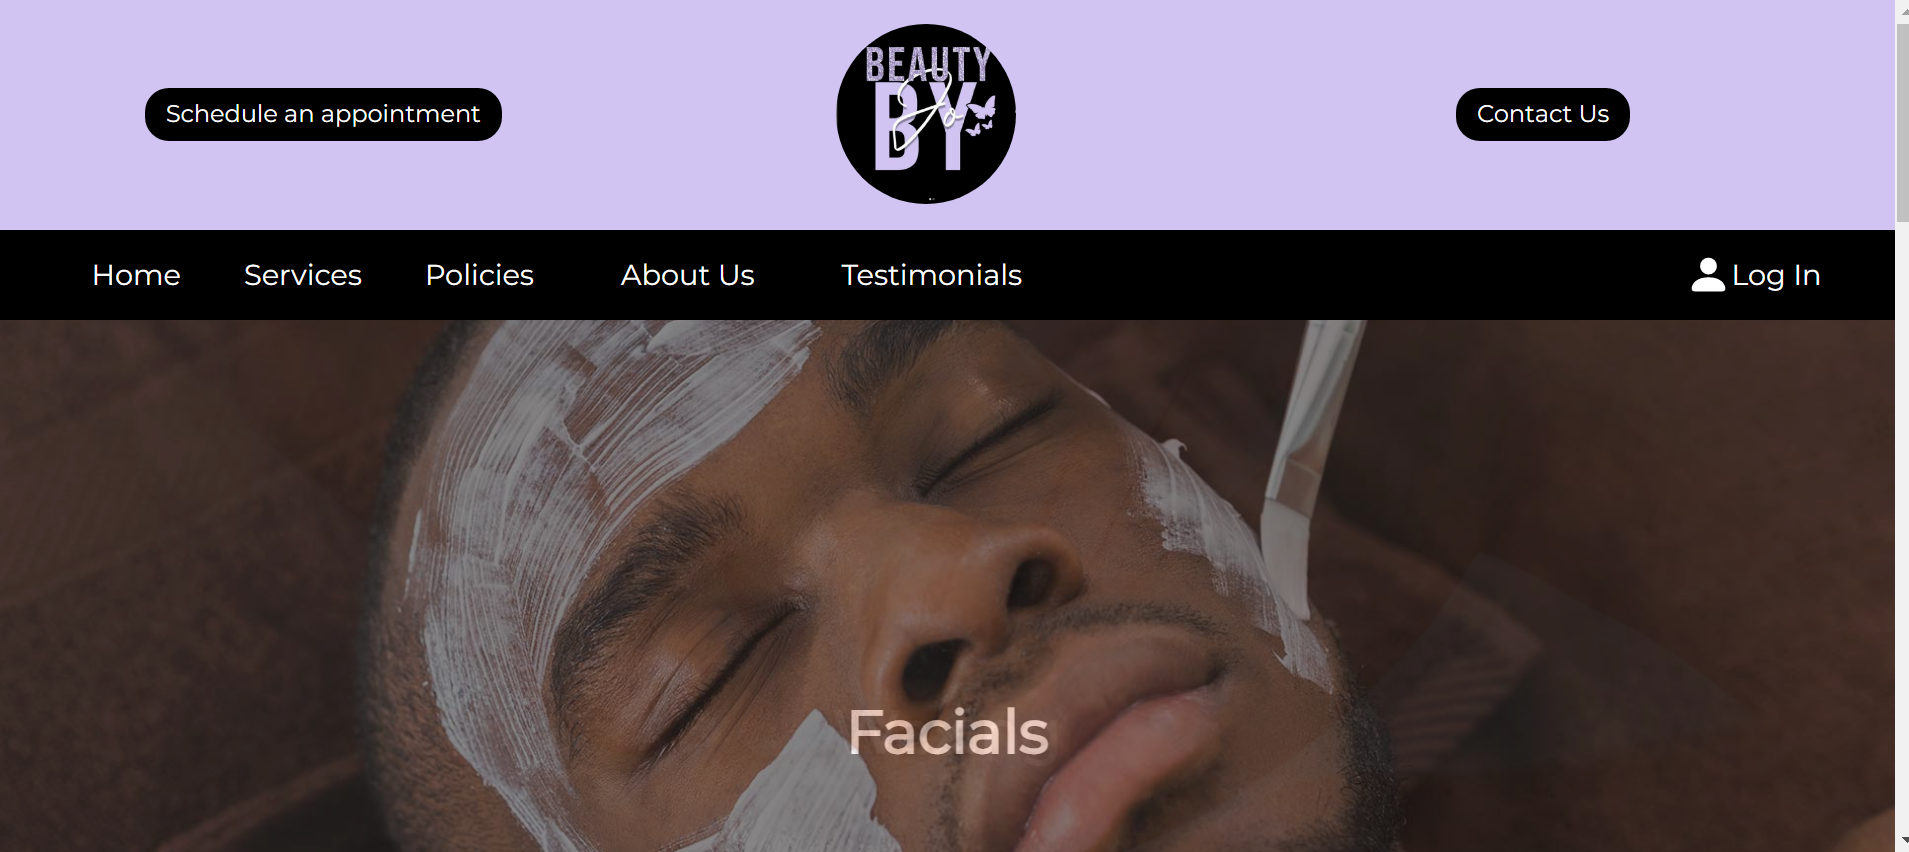 Schedule an appointment
BEAUTY
BY
Jo
Contact Us
Home Services Policies About Us Testimonials Log In
Facials